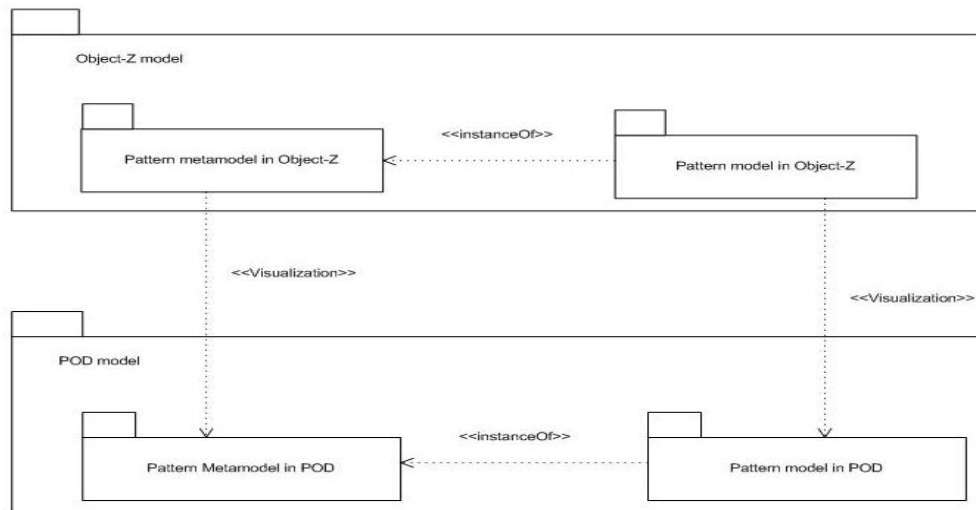 Object-Z model
<<instanceOf>>
Pattern metamodel in Object-Z
Pattern model in Object-Z
<<Visualization>>
<<Visualization>>
POD model
<<instanceOf>>
Pattern Metamodel in POD
Pattern model in POD